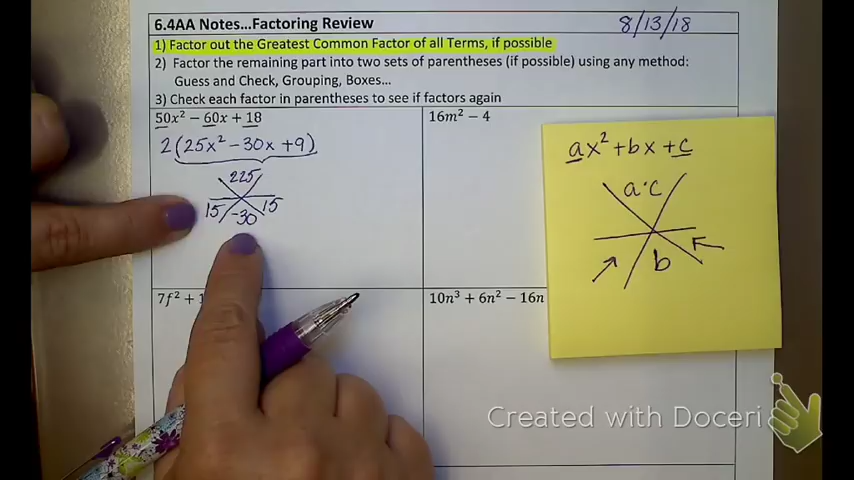 6.4AA Notes...Factoring Review
8/13/18
1) Factor out the Greatest Common Factor of all Terms, if possible
2) Factor the remaining part into two sets of parentheses (if possible) using any method:
Guess and Check, Grouping, Boxes...
3) Check each factor in parentheses to see if factors again
50x² − 60x + 18
2(25x² −30x +9)
225
15 −30 15
16m² − 4
ax² +bx +c
a·c
b
7f² + 1
10n³ + 6n² − 16n
Created with Doceri